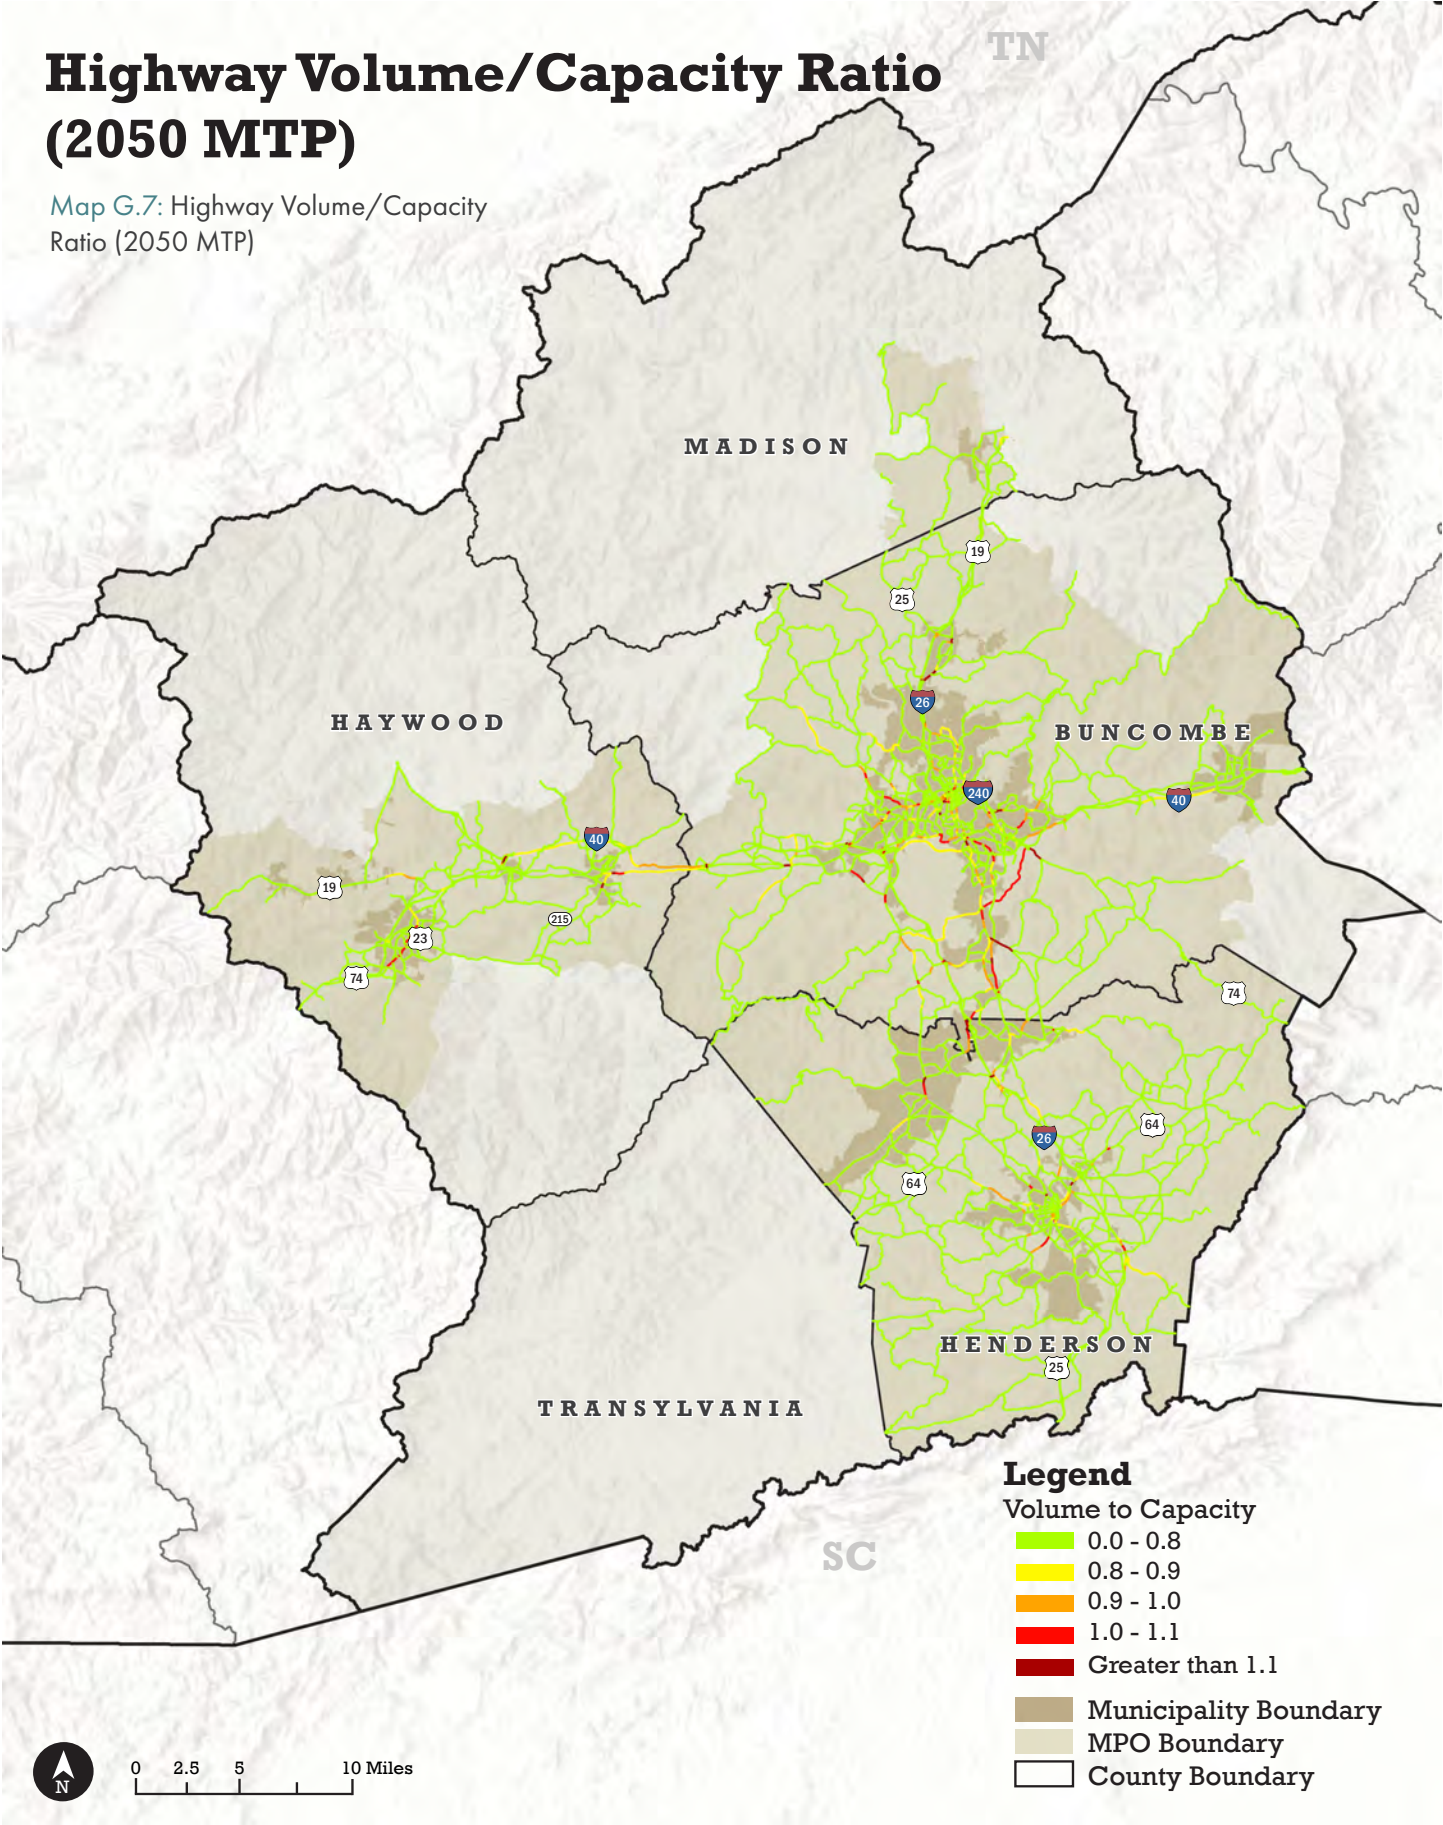 TN
Highway Volume/Capacity Ratio
(2050 MTP)
Map G.7: Highway Volume/Capacity
Ratio (2050 MTP)
MADISON
19
25
26
HAYWOOD
BUNCOMBE
240
40
40
19
215
23
74
74
64
26
64
HENDERSON
25
TRANSYLVANIA
SC
Legend
Volume to Capacity
0.0 - 0.8
0.8 - 0.9
0.9 - 1.0
1.0 - 1.1
Greater than 1.1
Municipality Boundary
MPO Boundary
County Boundary
N
0 2.5 5 10 Miles